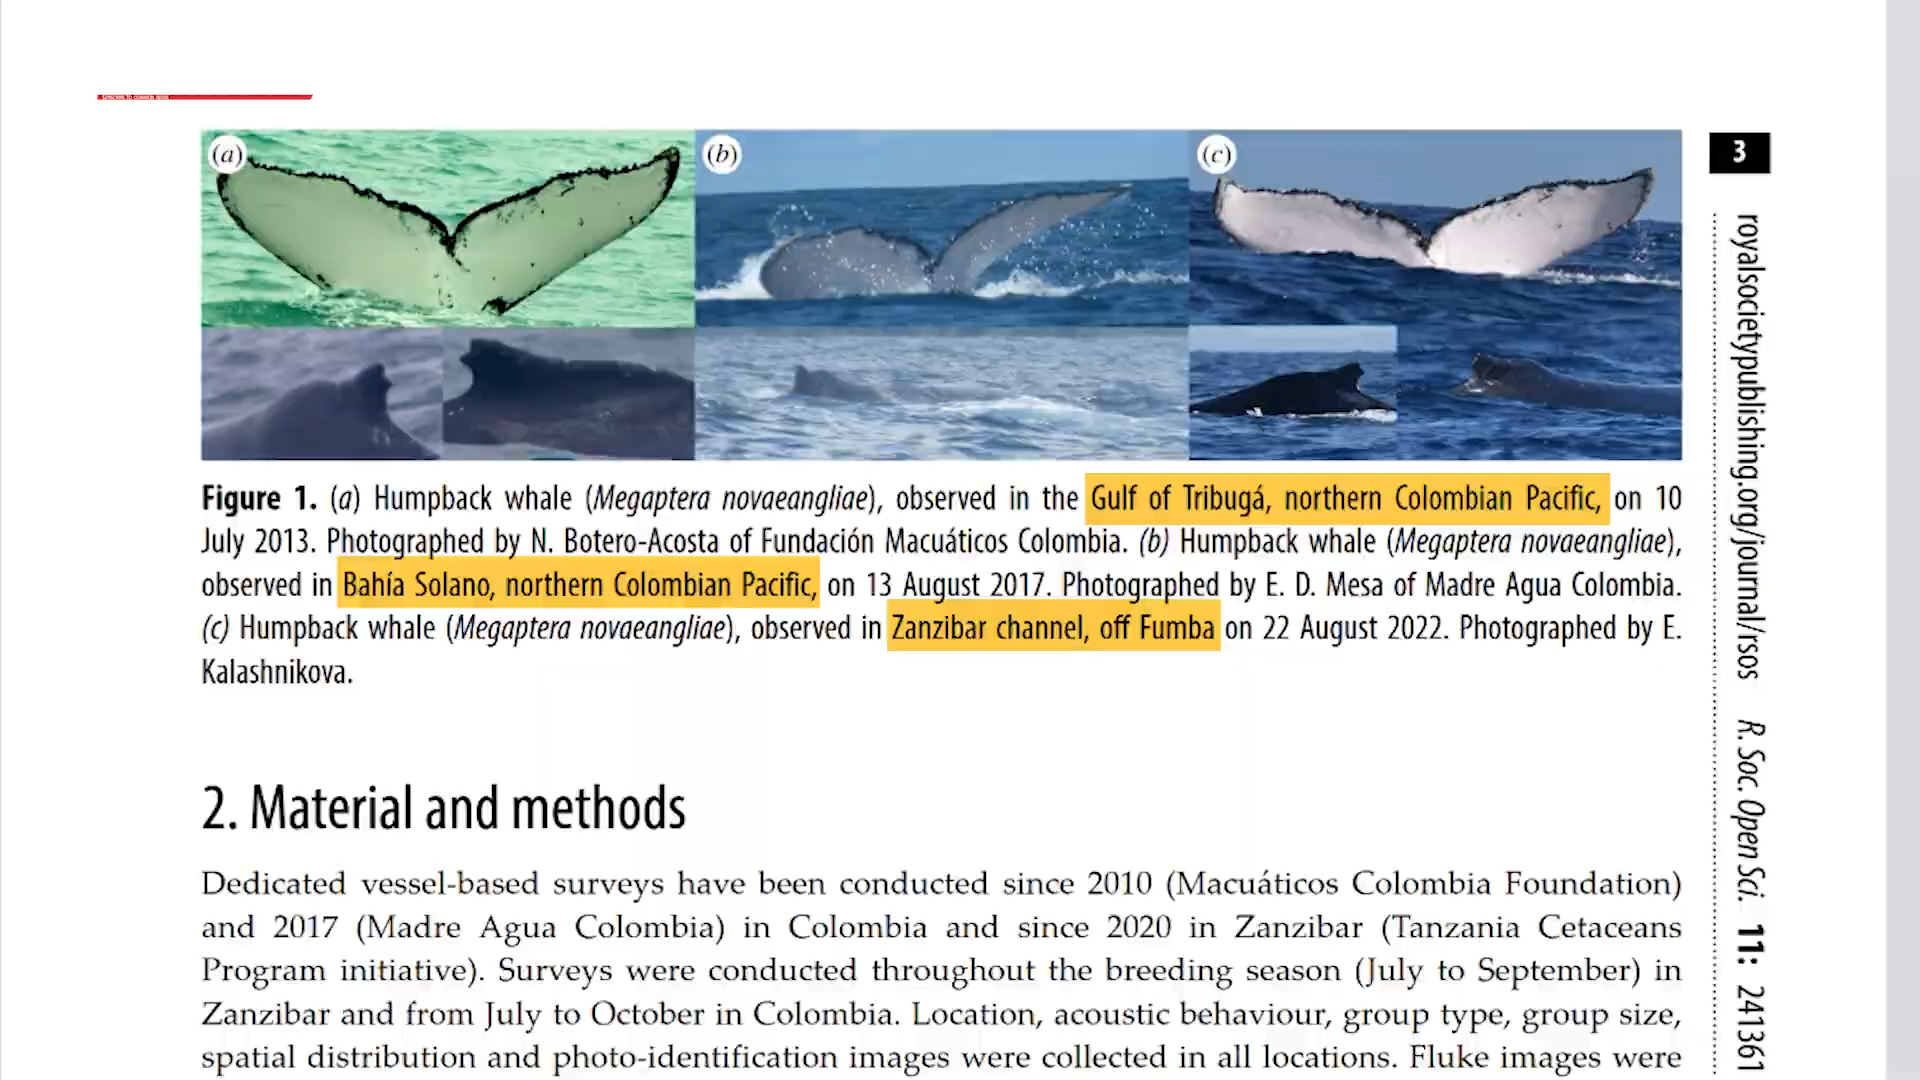 (a)
(b)
(c)
3
Figure 1. (a) Humpback whale (Megaptera novaeangliae), observed in the Gulf of Tribugá, northern Colombian Pacific, on 10
July 2013. Photographed by N. Botero-Acosta of Fundación Macuáticos Colombia. (b) Humpback whale (Megaptera novaeangliae),
observed in Bahía Solano, northern Colombian Pacific, on 13 August 2017. Photographed by E. D. Mesa of Madre Agua Colombia.
(c) Humpback whale (Megaptera novaeangliae), observed in Zanzibar channel, off Fumba on 22 August 2022. Photographed by E.
Kalashnikova.
2. Material and methods
Dedicated vessel-based surveys have been conducted since 2010 (Macuáticos Colombia Foundation)
and 2017 (Madre Agua Colombia) in Colombia and since 2020 in Zanzibar (Tanzania Cetaceans
Program initiative). Surveys were conducted throughout the breeding season (July to September) in
Zanzibar and from July to October in Colombia. Location, acoustic behaviour, group type, group size,
spatial distribution and photo-identification images were collected in all locations. Fluke images were
royalsocietypublishing.org/journal/rsos R. Soc. Open Sci. 11: 241361